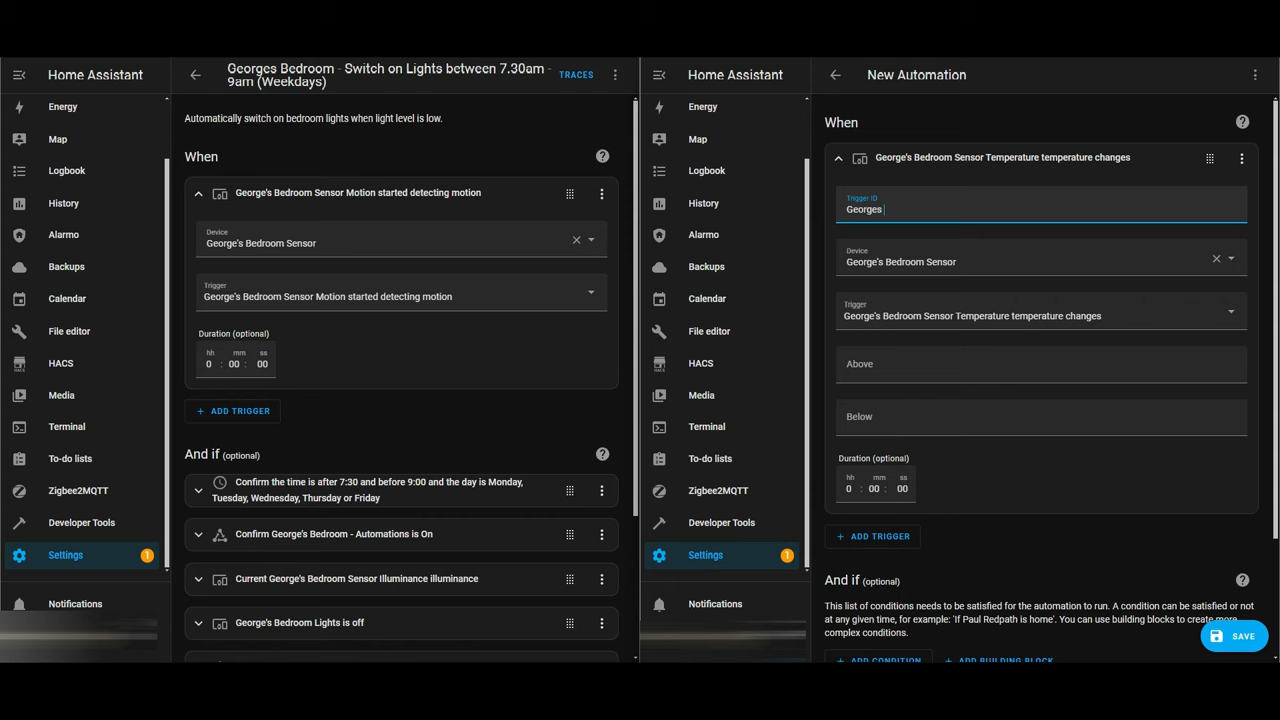 Home Assistant
Energy
Map
Logbook
History
Alarmo
Backups
Calendar
File editor
HACS
Media
Terminal
To-do lists
Zigbee2MQTT
Developer Tools
Settings
1
Notifications
Georges Bedroom - Switch on Lights between 7.30am -
9am (Weekdays)
TRACES
Automatically switch on bedroom lights when light level is low.
When
George's Bedroom Sensor Motion started detecting motion
Device
George's Bedroom Sensor
Trigger
George's Bedroom Sensor Motion started detecting motion
Duration (optional)
hh mm ss
0 : 00 : 00
+ ADD TRIGGER
And if (optional)
Confirm the time is after 7:30 and before 9:00 and the day is Monday,
Tuesday, Wednesday, Thursday or Friday
Confirm George's Bedroom - Automations is On
Current George's Bedroom Sensor Illuminance illuminance
George's Bedroom Lights is off
Home Assistant
Energy
Map
Logbook
History
Alarmo
Backups
Calendar
File editor
HACS
Media
Terminal
To-do lists
Zigbee2MQTT
Developer Tools
Settings
1
Notifications
New Automation
When
George's Bedroom Sensor Temperature temperature changes
Trigger ID
Georges
Device
George's Bedroom Sensor
Trigger
George's Bedroom Sensor Temperature temperature changes
Above
Below
Duration (optional)
hh mm ss
0 : 00 : 00
+ ADD TRIGGER
And if (optional)
This list of conditions needs to be satisfied for the automation to run. A condition can be satisfied or not
at any given time, for example: 'If Paul Redpath is home'. You can use building blocks to create more
complex conditions.
SAVE
+ ADD CONDITION
+ ADD BUILDING BLOCK